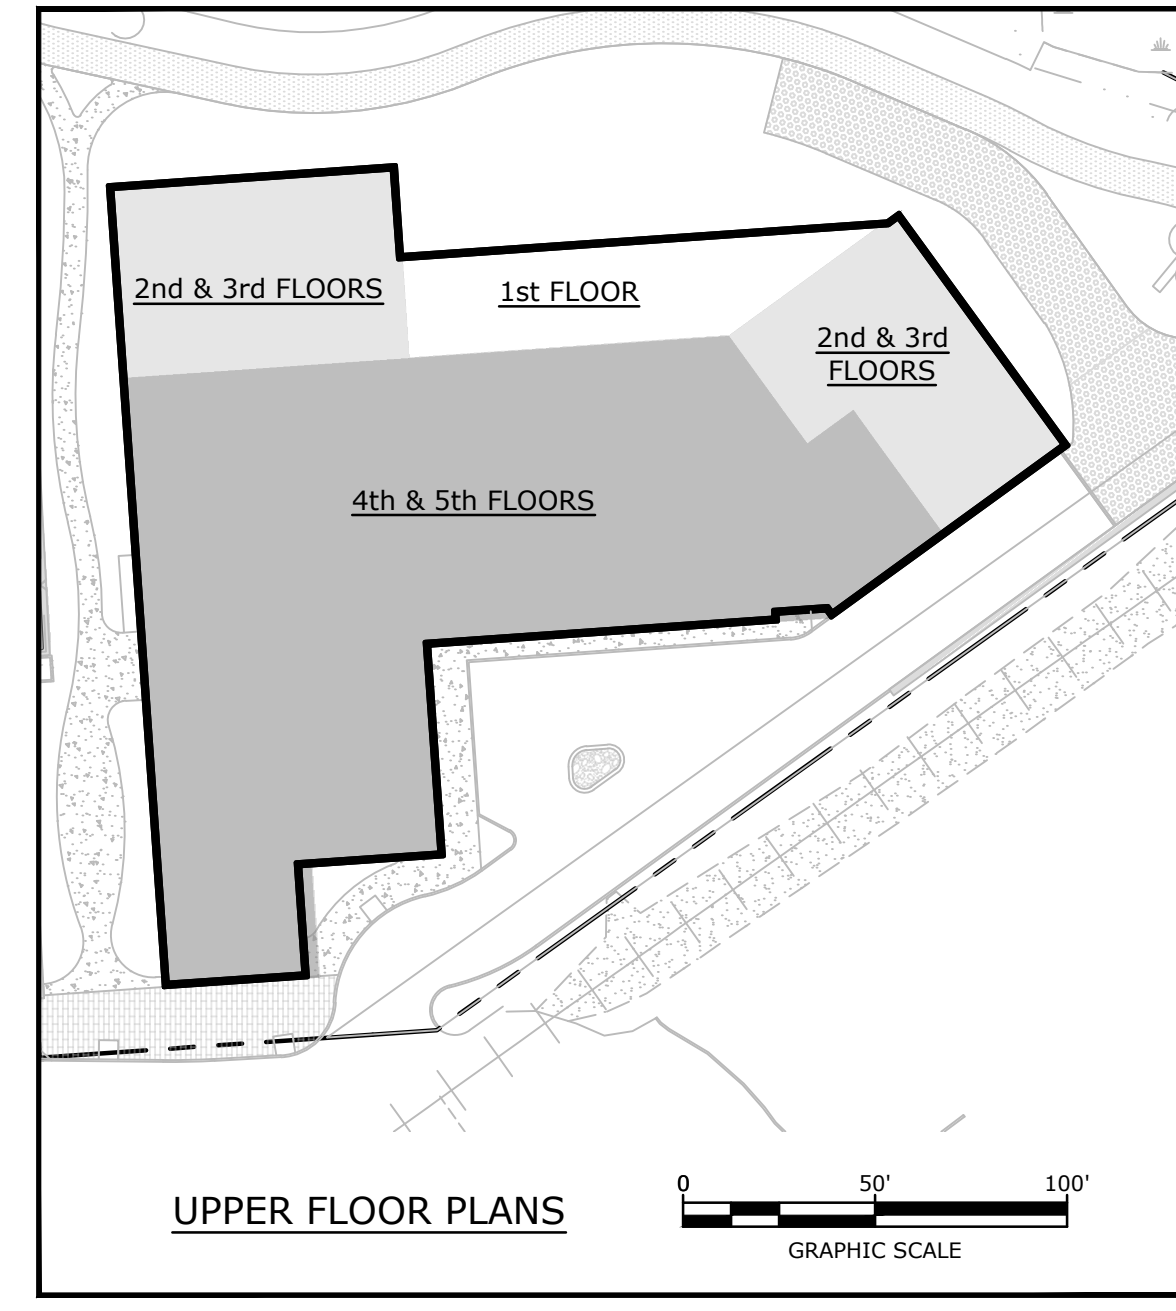 2nd & 3rd FLOORS
1st FLOOR
2nd & 3rd
FLOORS
4th & 5th FLOORS
UPPER FLOOR PLANS
0 50' 100'
GRAPHIC SCALE